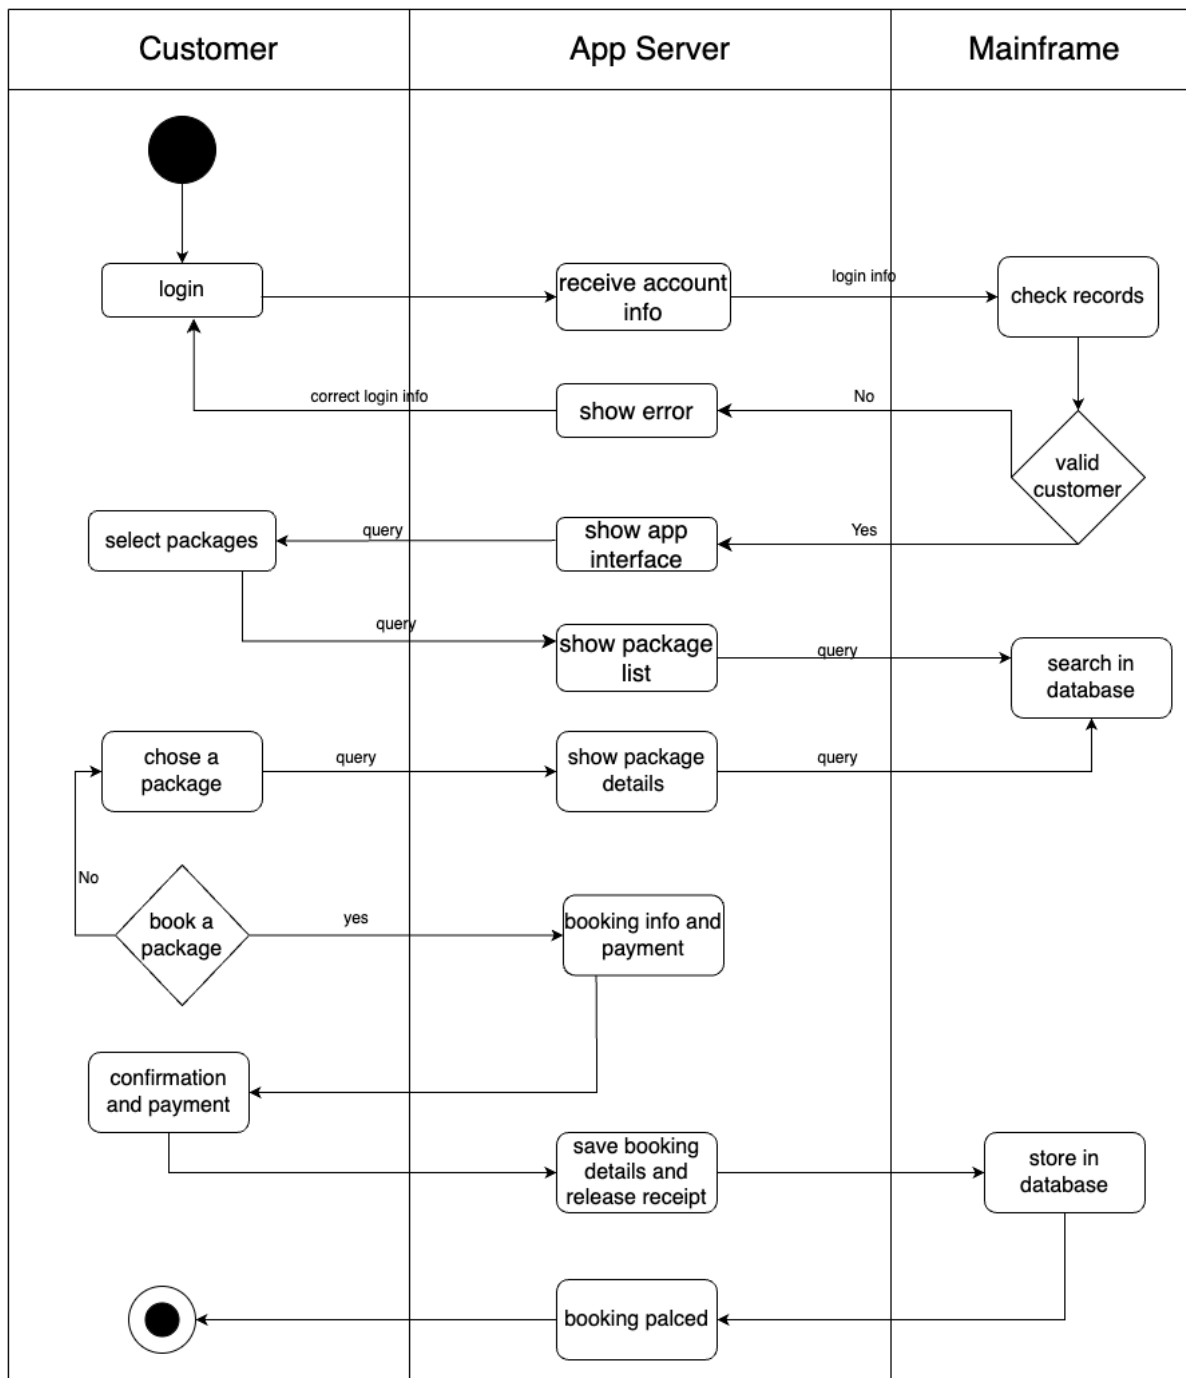 Customer
App Server
Mainframe
login
receive account
info
login info
check records
correct login info
show error
No
valid
customer
select packages
query
show app
interface
Yes
query
show package
list
query
search in
database
chose a
package
query
show package
details
query
No
book a
package
yes
booking info and
payment
confirmation
and payment
save booking
details and
release receipt
store in
database
booking palced